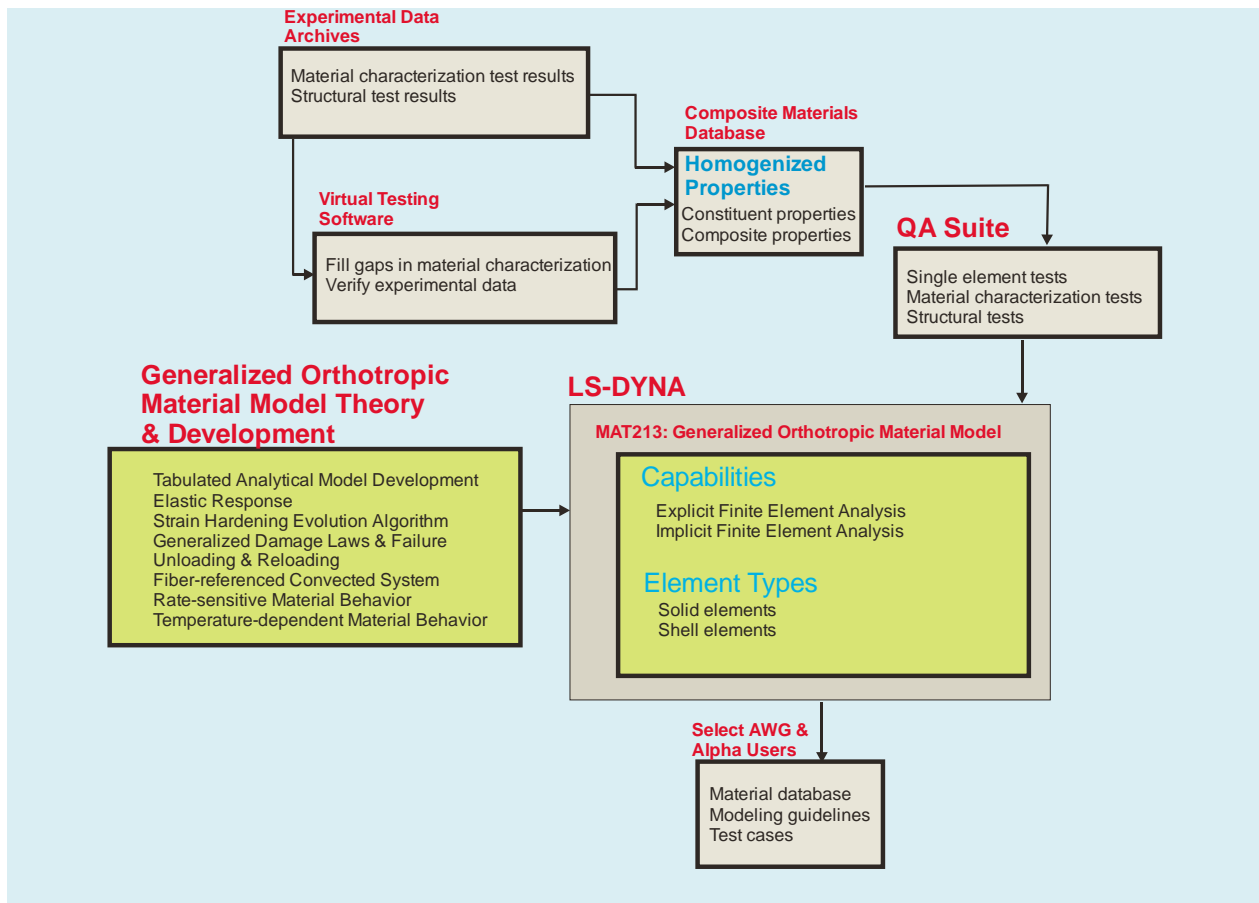 Experimental Data
Archives
Material characterization test results
Structural test results
Composite Materials
Database
Homogenized
Properties
Constituent properties
Composite properties
Virtual Testing
Software
Fill gaps in material characterization
Verify experimental data
QA Suite
Single element tests
Material characterization tests
Structural tests
Generalized Orthotropic
Material Model Theory
& Development
Tabulated Analytical Model Development
Elastic Response
Strain Hardening Evolution Algorithm
Generalized Damage Laws & Failure
Unloading & Reloading
Fiber-referenced Convected System
Rate-sensitive Material Behavior
Temperature-dependent Material Behavior
LS-DYNA
MAT213: Generalized Orthotropic Material Model
Capabilities
Explicit Finite Element Analysis
Implicit Finite Element Analysis
Element Types
Solid elements
Shell elements
Select AWG &
Alpha Users
Material database
Modeling guidelines
Test cases